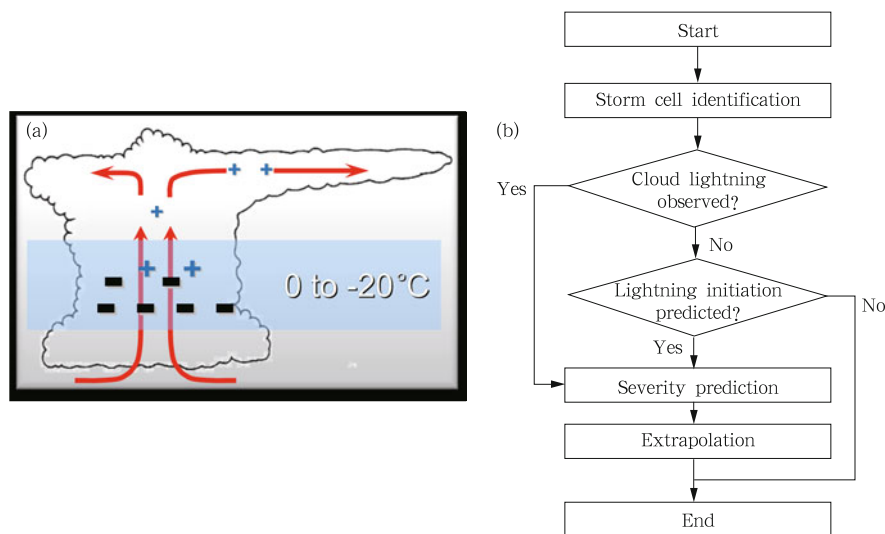 (a)
0 to -20°C
(b)
Start
Storm cell identification
Cloud lightning
observed?
Yes
No
Lightning initiation
predicted?
No
Yes
Severity prediction
Extrapolation
End